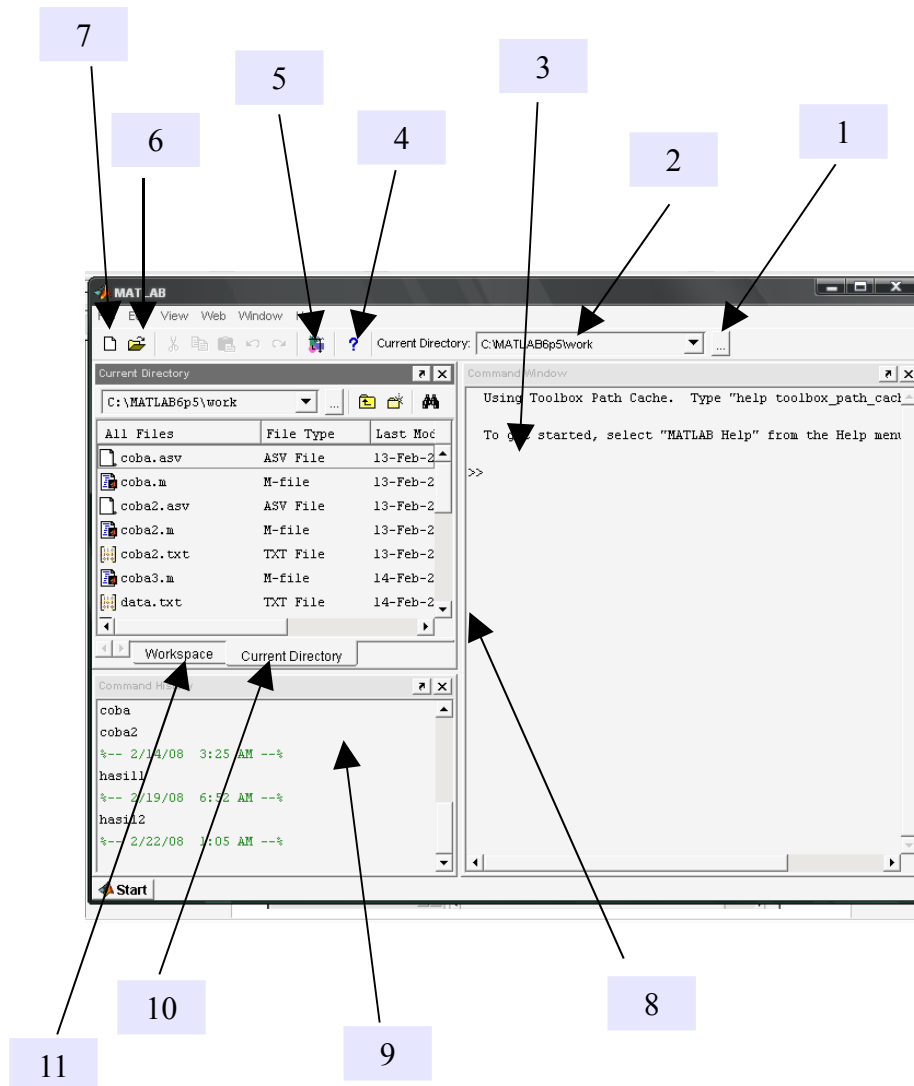 7
5
3
6
4
2
1
MATLAB
View Web Window
Current Directory: C:\MATLAB6p5\work
...
Current Directory
Command Window
C:\MATLAB6p5\work
...
Using Toolbox Path Cache. Type "help toolbox_path_cach
To get started, select "MATLAB Help" from the Help menu
>>
All Files File Type Last Mod
coba.asv ASV File 13-Feb-2
coba.m M-file 13-Feb-2
coba2.asv ASV File 13-Feb-2
coba2.m M-file 13-Feb-2
coba2.txt TXT File 13-Feb-2
coba3.m M-file 14-Feb-2
data.txt TXT File 14-Feb-2
Workspace Current Directory
Command History
coba
coba2
%-- 2/14/08 3:25 AM --%
hasil1
%-- 2/19/08 6:52 AM --%
hasil2
%-- 2/22/08 1:05 AM --%
Start
10
8
9
11